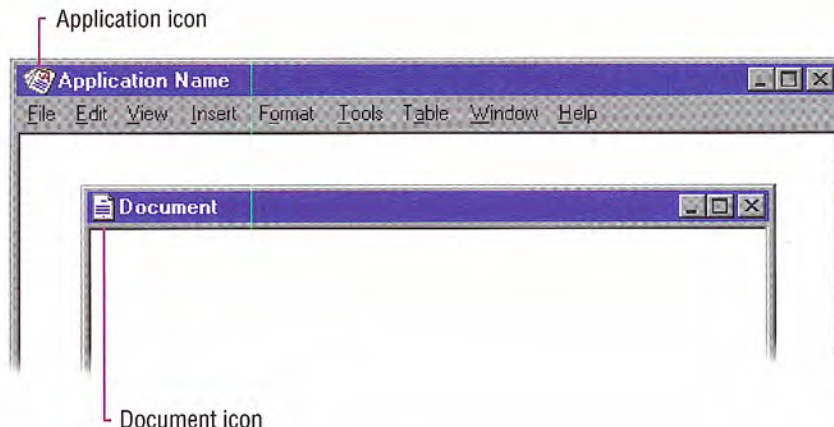 Application icon
Application Name
File Edit View Insert Format Tools Table Window Help
Document
Document icon